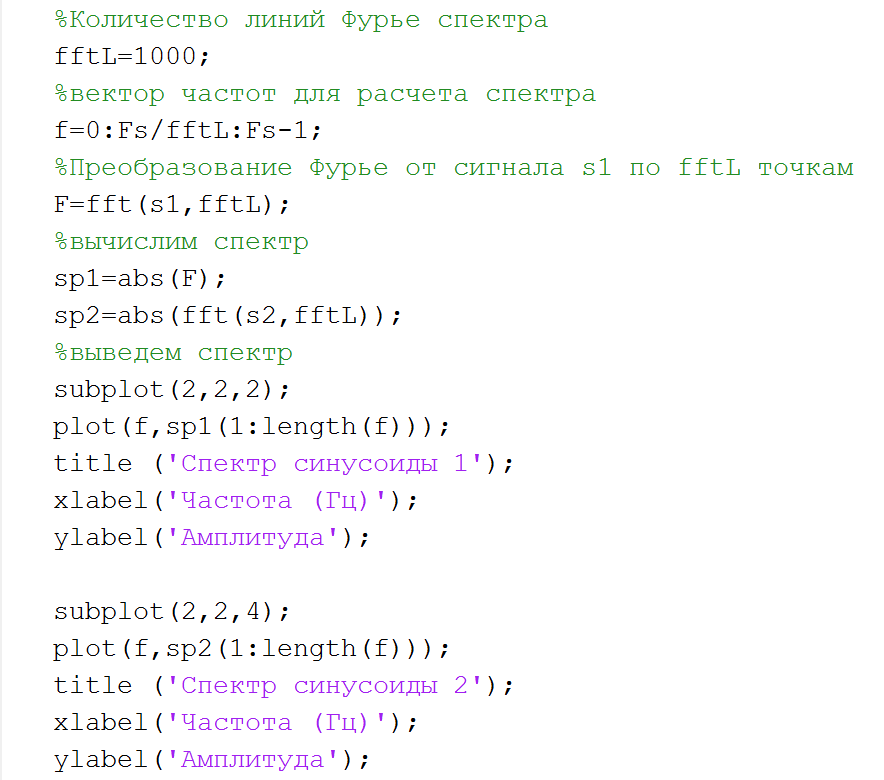 %Количество линий Фурье спектра
fftL=1000;
%вектор частот для расчета спектра
f=0:Fs/fftL:Fs-1;
%Преобразование Фурье от сигнала s1 по fftL точкам
F=fft(s1,fftL);
%вычислим спектр
sp1=abs(F);
sp2=abs(fft(s2,fftL));
%выведем спектр
subplot(2,2,2);
plot(f,sp1(1:length(f)));
title ('Спектр синусоиды 1');
xlabel('Частота (Гц)');
ylabel('Амплитуда');
subplot(2,2,4);
plot(f,sp2(1:length(f)));
title ('Спектр синусоиды 2');
xlabel('Частота (Гц)');
ylabel('Амплитуда');